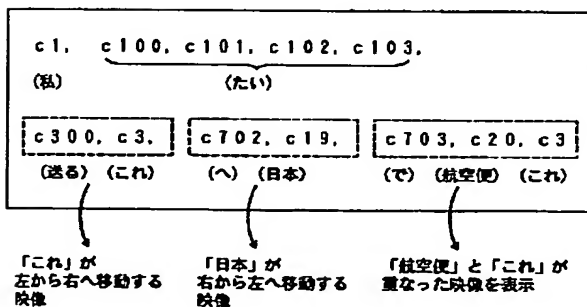 c1, c100, c101, c102, c103,
(私) (たい)
c300, c3, c702, c19, c703, c20, c3
(送る) (これ) (へ) (日本) (で) (航空便) (これ)
「これ」が 「日本」が 「航空便」と「これ」が
左から右へ移動する 右から左へ移動する 重なった映像を表示
映像 映像